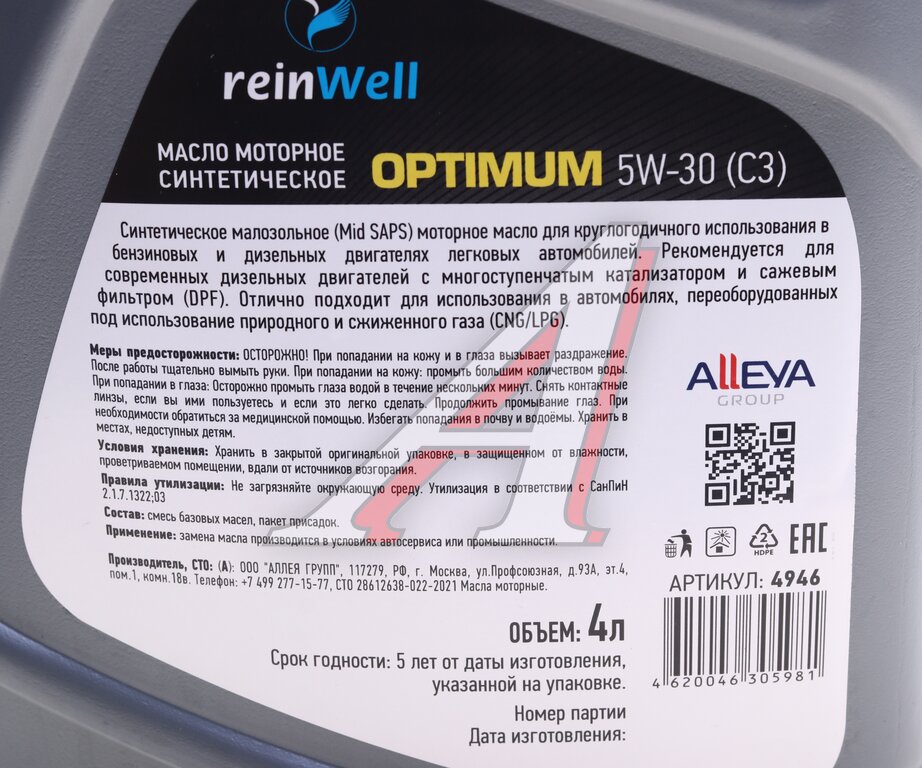 reinWell
МАСЛО МОТОРНОЕ
СИНТЕТИЧЕСКОЕ
OPTIMUM 5W-30 (C3)
Синтетическое малозольное (Mid SAPS) моторное масло для круглогодичного использования в
бензиновых и дизельных двигателях легковых автомобилей. Рекомендуется для
современных дизельных двигателей с многоступенчатым катализатором и сажевым
фильтром (DPF). Отлично подходит для использования в автомобилях, переоборудованных
под использование природного и сжиженного газа (CNG/LPG).
Меры предосторожности: ОСТОРОЖНО! При попадании на кожу и в глаза вызывает раздражение.
После работы тщательно вымыть руки. При попадании на кожу: промыть большим количеством воды.
При попадании в глаза: Осторожно промыть глаза водой в течение нескольких минут. Снять контактные
линзы, если вы ими пользуетесь и если это легко сделать. Продолжить промывание глаз. При
необходимости обратиться за медицинской помощью. Избегать попадания в почву и водоёмы. Хранить в
местах, недоступных детям.
Условия хранения: Хранить в закрытой оригинальной упаковке, в защищенном от влажности,
проветриваемом помещении, вдали от источников возгорания.
Правила утилизации: Не загрязняйте окружающую среду. Утилизация в соответствии с СанПиН
2.1.7.1322;03
Состав: смесь базовых масел, пакет присадок.
Применение: замена масла производится в условиях автосервиса или промышленности.
Производитель, СТО: (А): ООО "АЛЛЕЯ ГРУПП", 117279, РФ, г. Москва, ул.Профсоюзная, д.93А, эт.4,
пом.1, комн.18в. Телефон: +7 499 277-15-77, СТО 28612638-022-2021 Масла моторные.
ALLEYA
GROUP
2
HDPE
EAC
АРТИКУЛ: 4946
4 620046 305981
ОБЪЕМ: 4л
Срок годности: 5 лет от даты изготовления,
указанной на упаковке.
Номер партии
Дата изготовления: